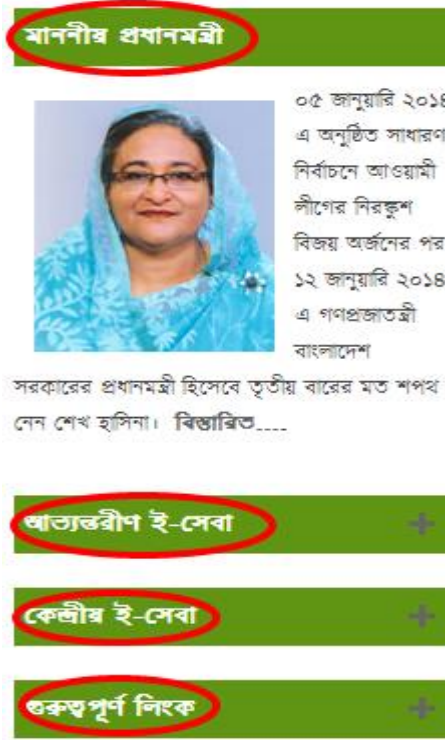 মাননীয় প্রধানমন্ত্রী
০৫ জানুয়ারি ২০১৪
এ অনুষ্ঠিত সাধারণ
নির্বাচনে আওয়ামী
লীগের নিরঙ্কুশ
বিজয় অর্জনের পর
১২ জানুয়ারি ২০১৪
এ গণপ্রজাতন্ত্রী
বাংলাদেশ
সরকারের প্রধানমন্ত্রী হিসেবে তৃতীয় বারের মত শপথ
নেন শেখ হাসিনা। বিস্তারিত....
আভ্যন্তরীণ ই-সেবা
কেন্দ্রীয় ই-সেবা
গুরুত্বপূর্ণ লিংক